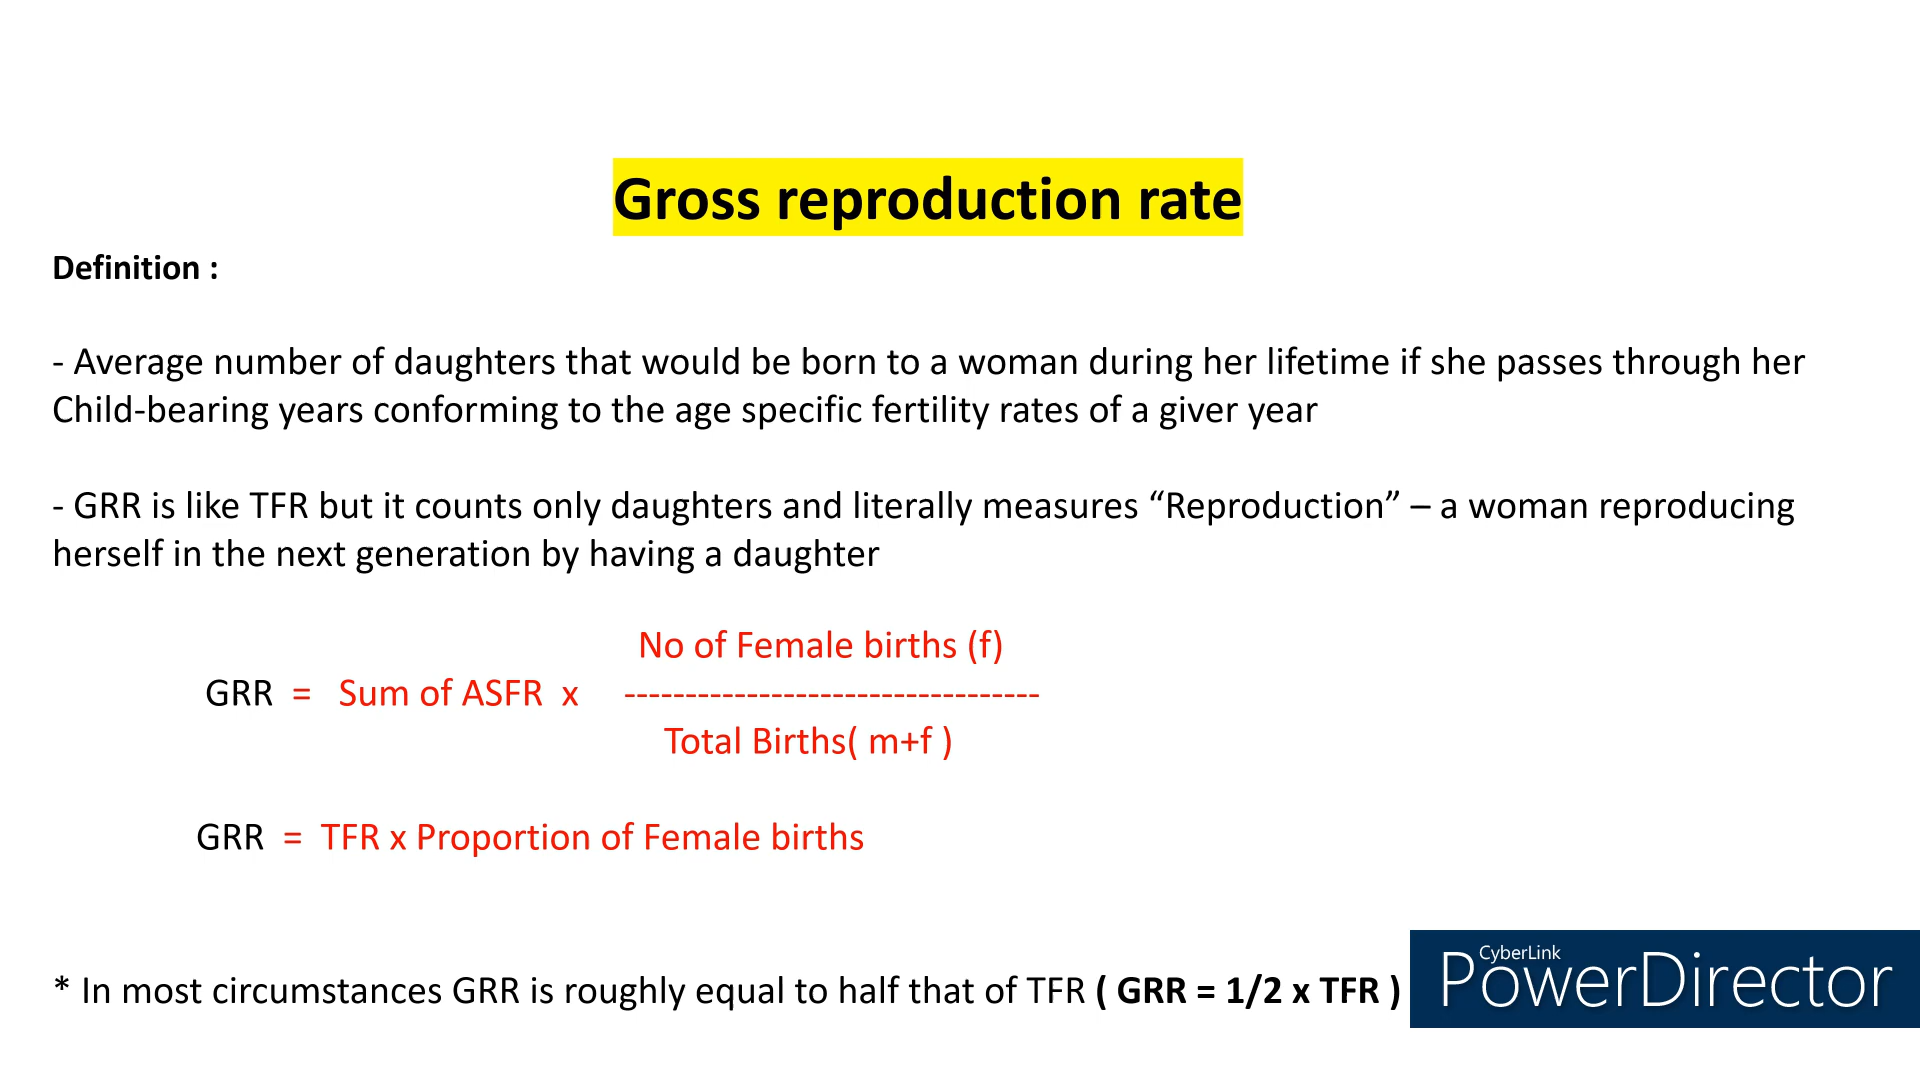 Gross reproduction rate
Definition :
- Average number of daughters that would be born to a woman during her lifetime if she passes through her
Child-bearing years conforming to the age specific fertility rates of a giver year
- GRR is like TFR but it counts only daughters and literally measures “Reproduction” – a woman reproducing
herself in the next generation by having a daughter
No of Female births (f)
GRR = Sum of ASFR x ----------------------------------
Total Births( m+f )
GRR = TFR x Proportion of Female births
* In most circumstances GRR is roughly equal to half that of TFR ( GRR = 1/2 x TFR )
CyberLink
PowerDirector